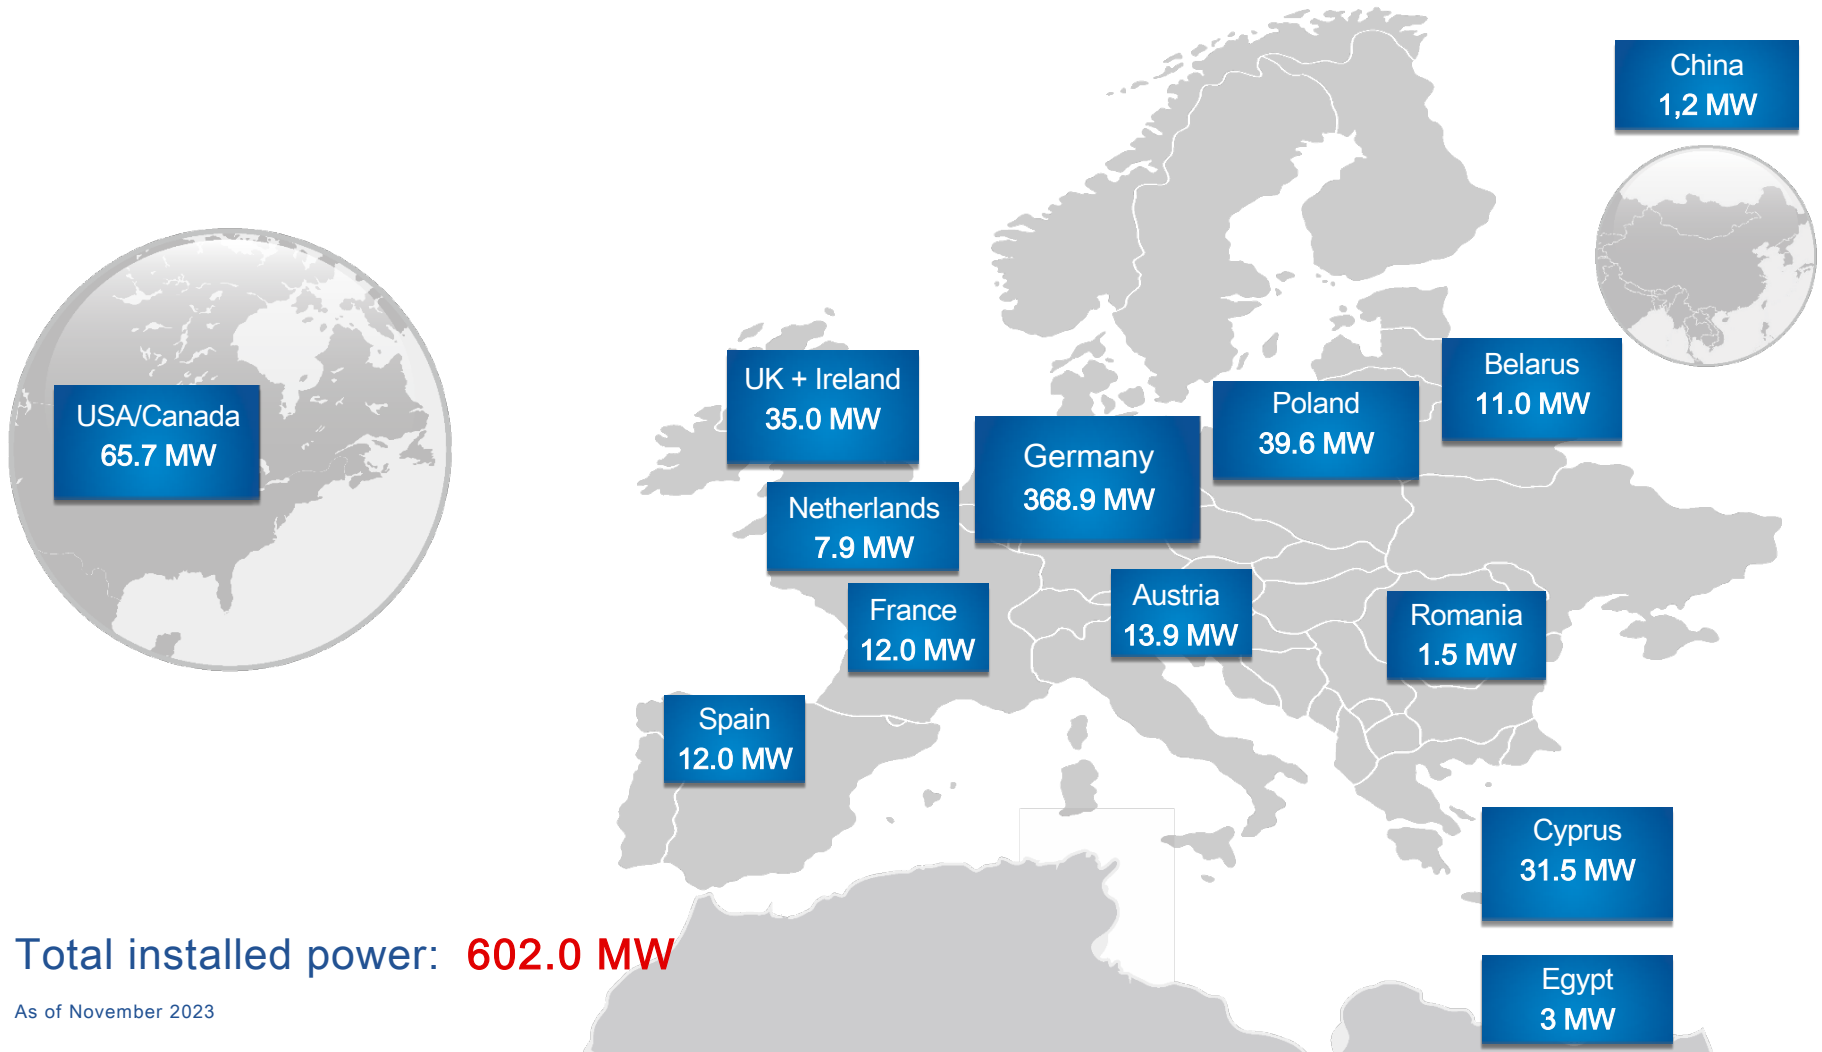 China
1,2 MW
USA/Canada
65.7 MW
UK + Ireland
35.0 MW
Belarus
11.0 MW
Poland
39.6 MW
Germany
368.9 MW
Netherlands
7.9 MW
France
12.0 MW
Austria
13.9 MW
Romania
1.5 MW
Spain
12.0 MW
Cyprus
31.5 MW
Egypt
3 MW
Total installed power: 602.0 MW
As of November 2023